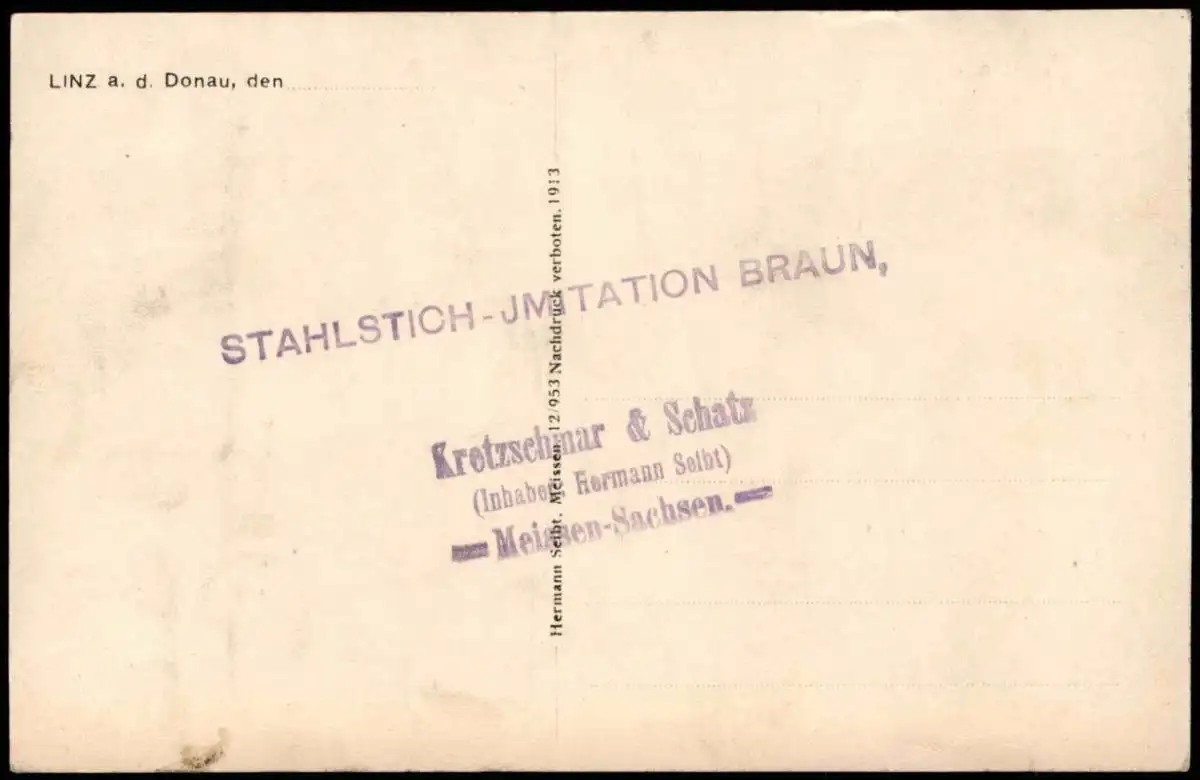 LINZ a. d. Donau, den
STAHLSTICH-JMITATION BRAUN,
Kretzschmar & Schatz
(Inhaber, Hermann Seibt)
Meissen-Sachsen.
Hermann Seibt. Meissen. 12/953 Nachdruck verboten. 1913